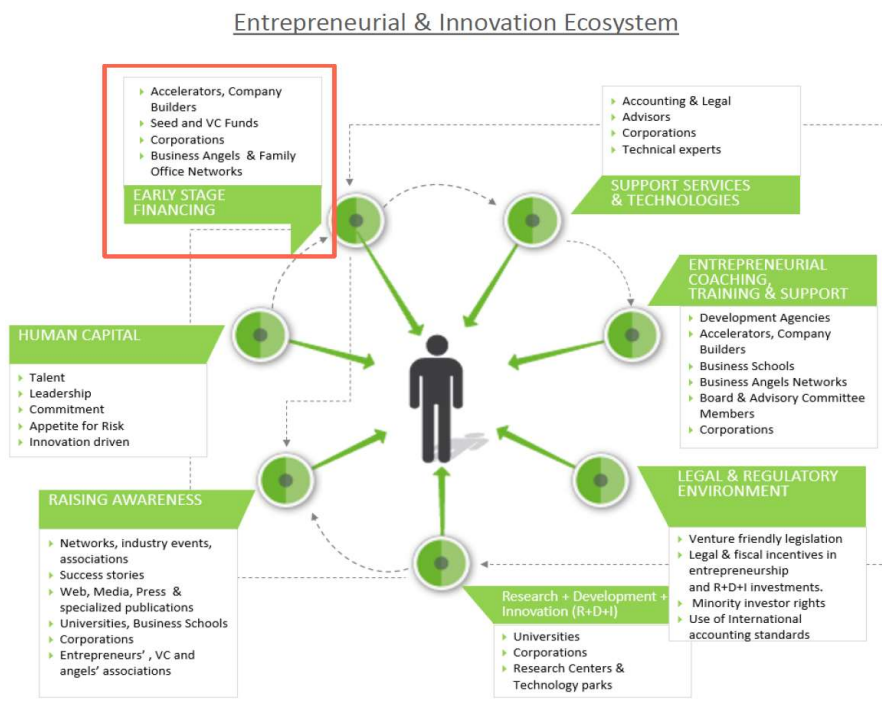 Entrepreneurial & Innovation Ecosystem
Accelerators, Company
Builders
Seed and VC Funds
Corporations
Business Angels & Family
Office Networks
EARLY STAGE
FINANCING
Accounting & Legal
Advisors
Corporations
Technical experts
SUPPORT SERVICES
& TECHNOLOGIES
ENTREPRENEURIAL
COACHING,
TRAINING & SUPPORT
Development Agencies
Accelerators, Company
Builders
Business Schools
Business Angels Networks
Board & Advisory Committee
Members
Corporations
HUMAN CAPITAL
Talent
Leadership
Commitment
Appetite for Risk
Innovation driven
RAISING AWARENESS
Networks, industry events,
associations
Success stories
Web, Media, Press &
specialized publications
Universities, Business Schools
Corporations
Entrepreneurs' , VC and
angels' associations
Research + Development +
Innovation (R+D+I)
Universities
Corporations
Research Centers &
Technology parks
LEGAL & REGULATORY
ENVIRONMENT
Venture friendly legislation
Legal & fiscal incentives in
entrepreneurship
and R+D+I investments.
Minority investor rights
Use of International
accounting standards